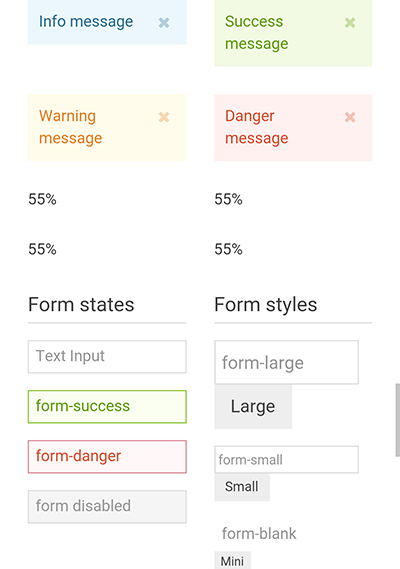 Info message ✖
Success ✖
message
Warning ✖
message
Danger ✖
message
55%
55%
55%
55%
Form states
Text Input
form-success
form-danger
form disabled
Form styles
form-large
Large
form-small
Small
form-blank
Mini